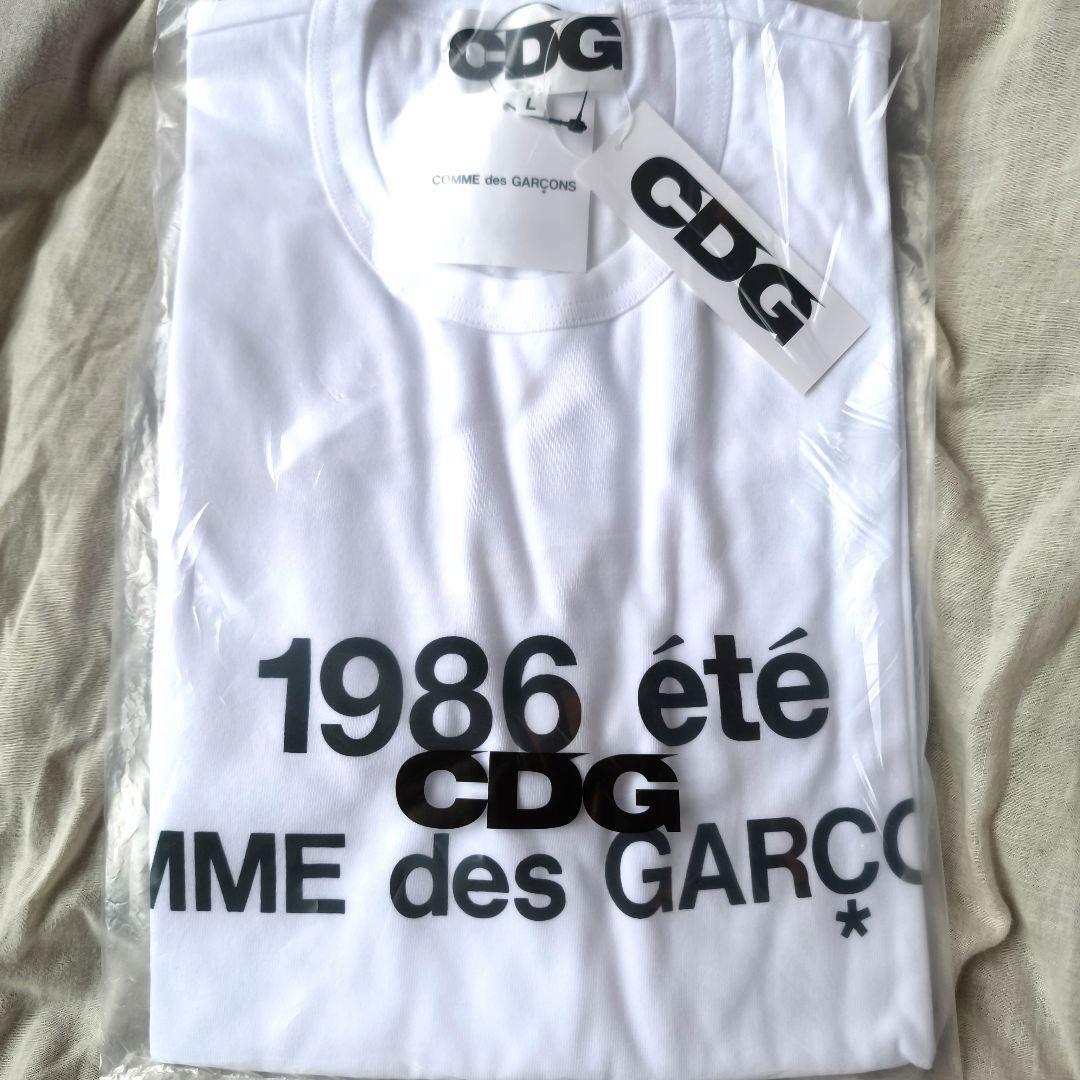 CDG
L
COMME des GARÇONS
CDG
1986 été
CDG
MME des GARÇO
*